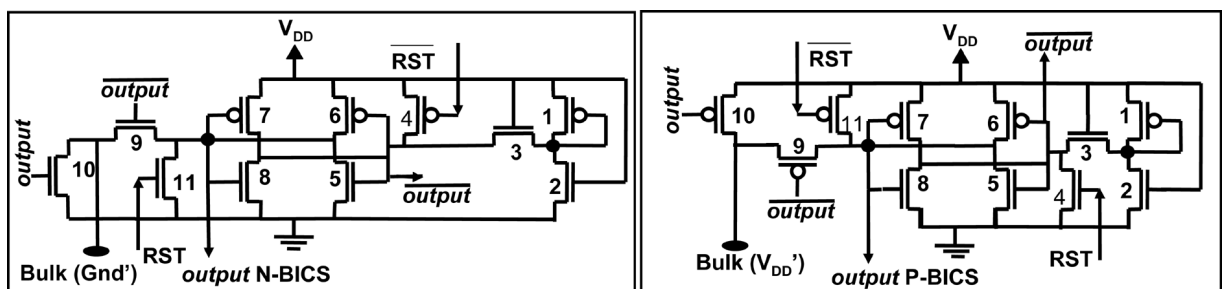 V_DD
RST
output
output
7
6
4
1
9
3
10
11
8
5
2
output
RST
Bulk (Gnd')
output N-BICS
V_DD
output
RST
output
10
11
7
6
1
9
3
8
5
4
2
output
Bulk (V_DD')
output P-BICS
RST